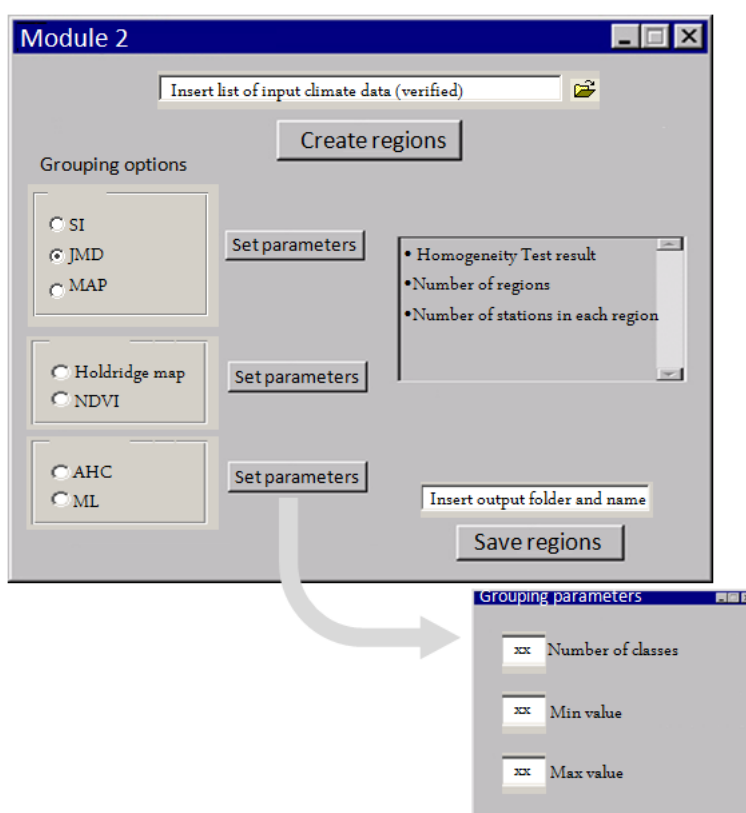 Module 2
Insert list of input climate data (verified)
Create regions
Grouping options
SI
JMD
MAP
Set parameters
• Homogeneity Test result
•Number of regions
•Number of stations in each region
Holdridge map
NDVI
Set parameters
AHC
ML
Set parameters
Insert output folder and name
Save regions
Grouping parameters
xx Number of classes
xx Min value
xx Max value